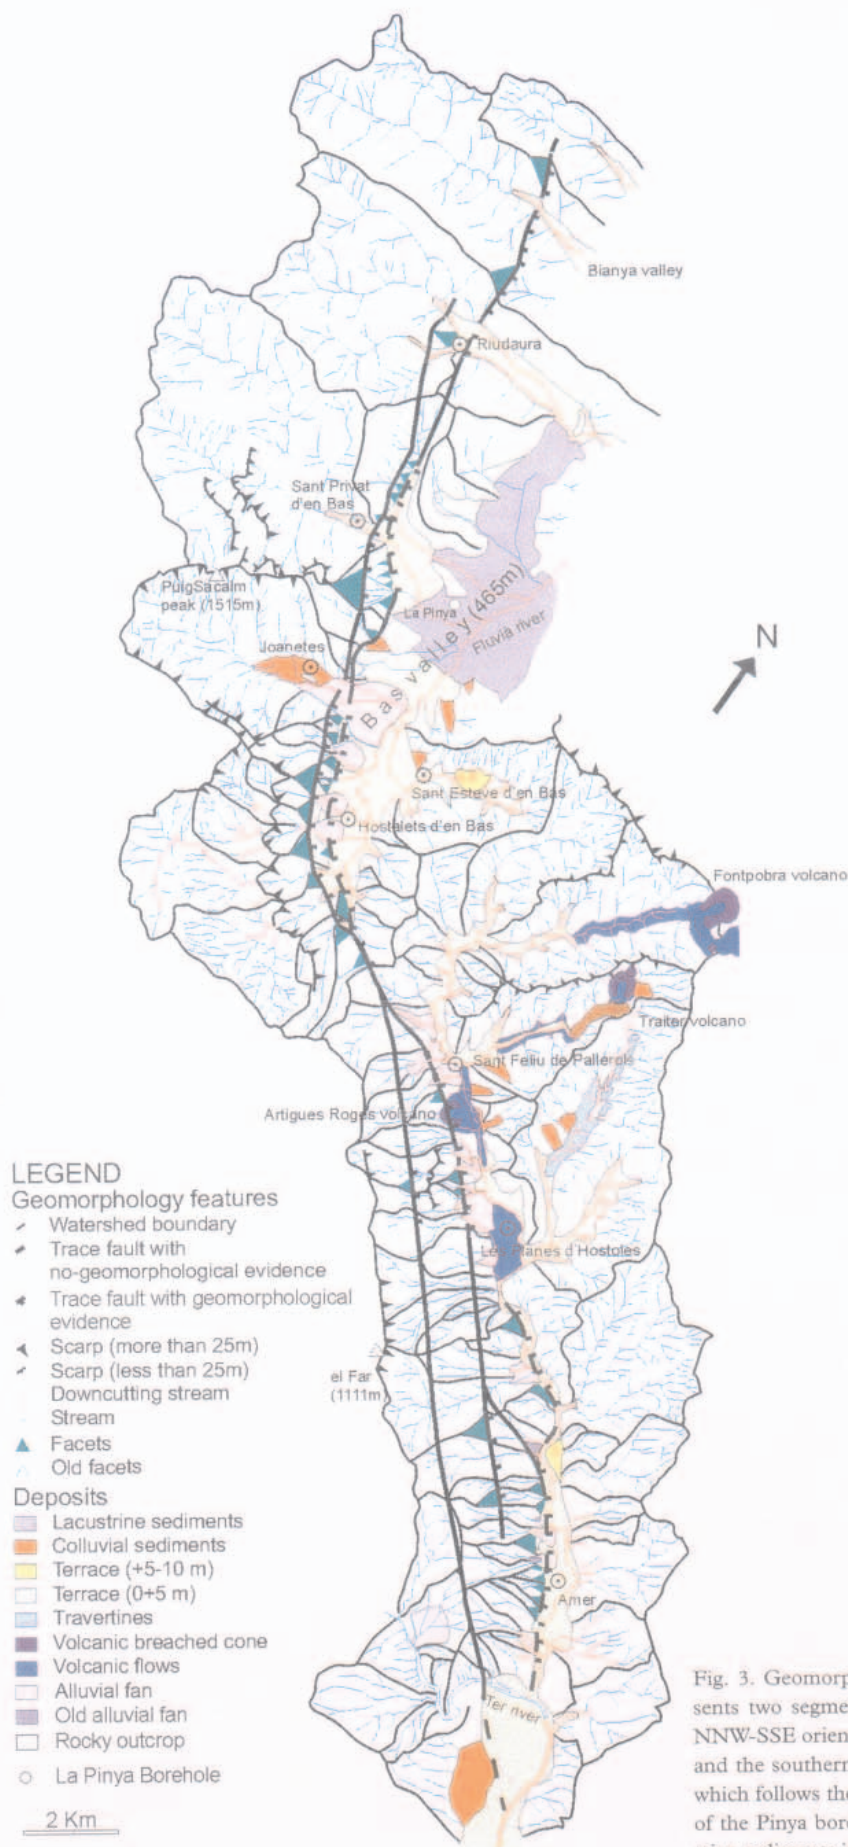 Bianya valley
Riudaura
Sant Privat
d'en Bas
PuigSacalm
peak (1515m)
La Pinya
Joanetes
Bas valley (465m)
Fluvià river
N
Sant Esteve d'en Bas
Hostalets d'en Bas
Fontpobra volcano
Traiter volcano
Sant Feliu de Pallerols
Artigues Roges volcano
Les Planes d'Hostoles
el Far
(1111m)
Amer
Ter river
LEGEND
Geomorphology features
Watershed boundary
Trace fault with
no-geomorphological evidence
Trace fault with geomorphological
evidence
Scarp (more than 25m)
Scarp (less than 25m)
Downcutting stream
Stream
Facets
Old facets
Deposits
Lacustrine sediments
Colluvial sediments
Terrace (+5-10 m)
Terrace (0+5 m)
Travertines
Volcanic breached cone
Volcanic flows
Alluvial fan
Old alluvial fan
Rocky outcrop
La Pinya Borehole
2 Km
Fig. 3. Geomorp
sents two segme
NNW-SSE orien
and the southern
which follows the
of the Pinya bor